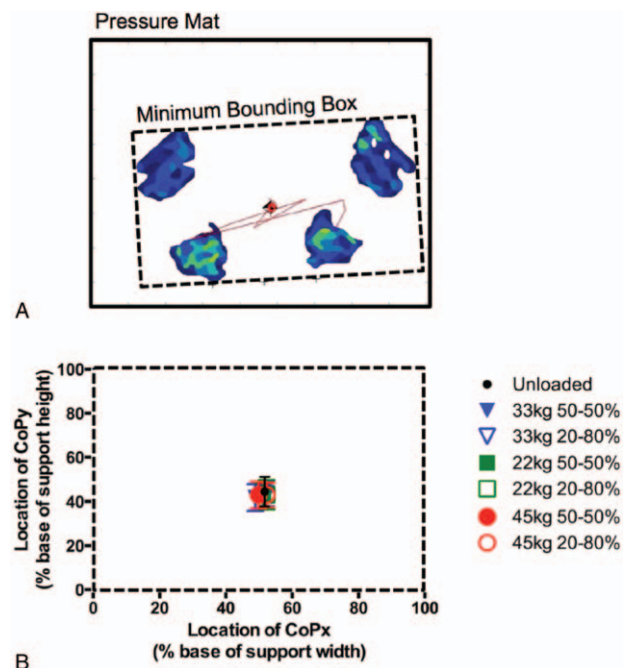 Pressure Mat
Minimum Bounding Box
A
Location of CoPy
(% base of support height)
100
80
60
40
20
0
0 20 40 60 80 100
Location of CoPx
(% base of support width)
Unloaded
33kg 50-50%
33kg 20-80%
22kg 50-50%
22kg 20-80%
45kg 50-50%
45kg 20-80%
B